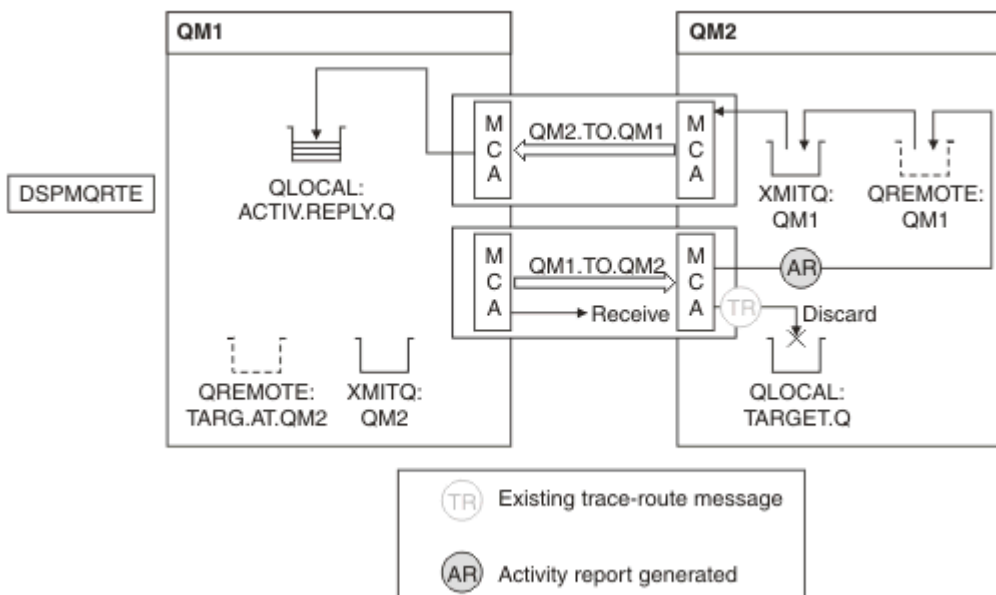 QM1
QM2
DSPMQRTE
M
C
A
QM2.TO.QM1
M
C
A
QLOCAL:
ACTIV.REPLY.Q
XMITQ:
QM1
QREMOTE:
QM1
M
C
A
QM1.TO.QM2
Receive
M
C
A
AR
TR
Discard
QREMOTE:
TARG.AT.QM2
XMITQ:
QM2
QLOCAL:
TARGET.Q
TR Existing trace-route message
AR Activity report generated